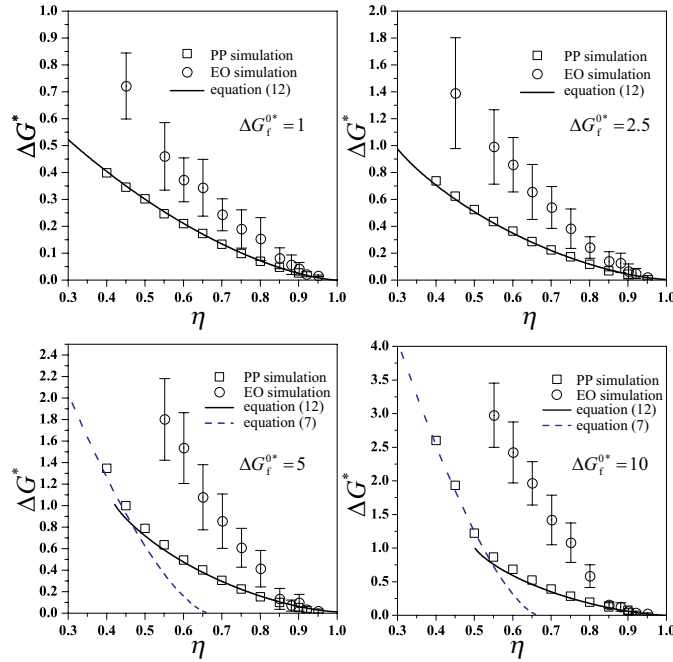 1.0
0.9
0.8
0.7
0.6
0.5
0.4
0.3
0.2
0.1
0.0
ΔG*
PP simulation
EO simulation
equation (12)
ΔG_f^{0*} = 1
0.3 0.4 0.5 0.6 0.7 0.8 0.9 1.0
η
2.0
1.8
1.6
1.4
1.2
1.0
0.8
0.6
0.4
0.2
0.0
ΔG*
PP simulation
EO simulation
equation (12)
ΔG_f^{0*} = 2.5
0.3 0.4 0.5 0.6 0.7 0.8 0.9 1.0
η
2.4
2.2
2.0
1.8
1.6
1.4
1.2
1.0
0.8
0.6
0.4
0.2
0.0
ΔG*
PP simulation
EO simulation
equation (12)
equation (7)
ΔG_f^{0*} = 5
0.3 0.4 0.5 0.6 0.7 0.8 0.9 1.0
η
4.0
3.5
3.0
2.5
2.0
1.5
1.0
0.5
0.0
ΔG*
PP simulation
EO simulation
equation (12)
equation (7)
ΔG_f^{0*} = 10
0.3 0.4 0.5 0.6 0.7 0.8 0.9 1.0
η